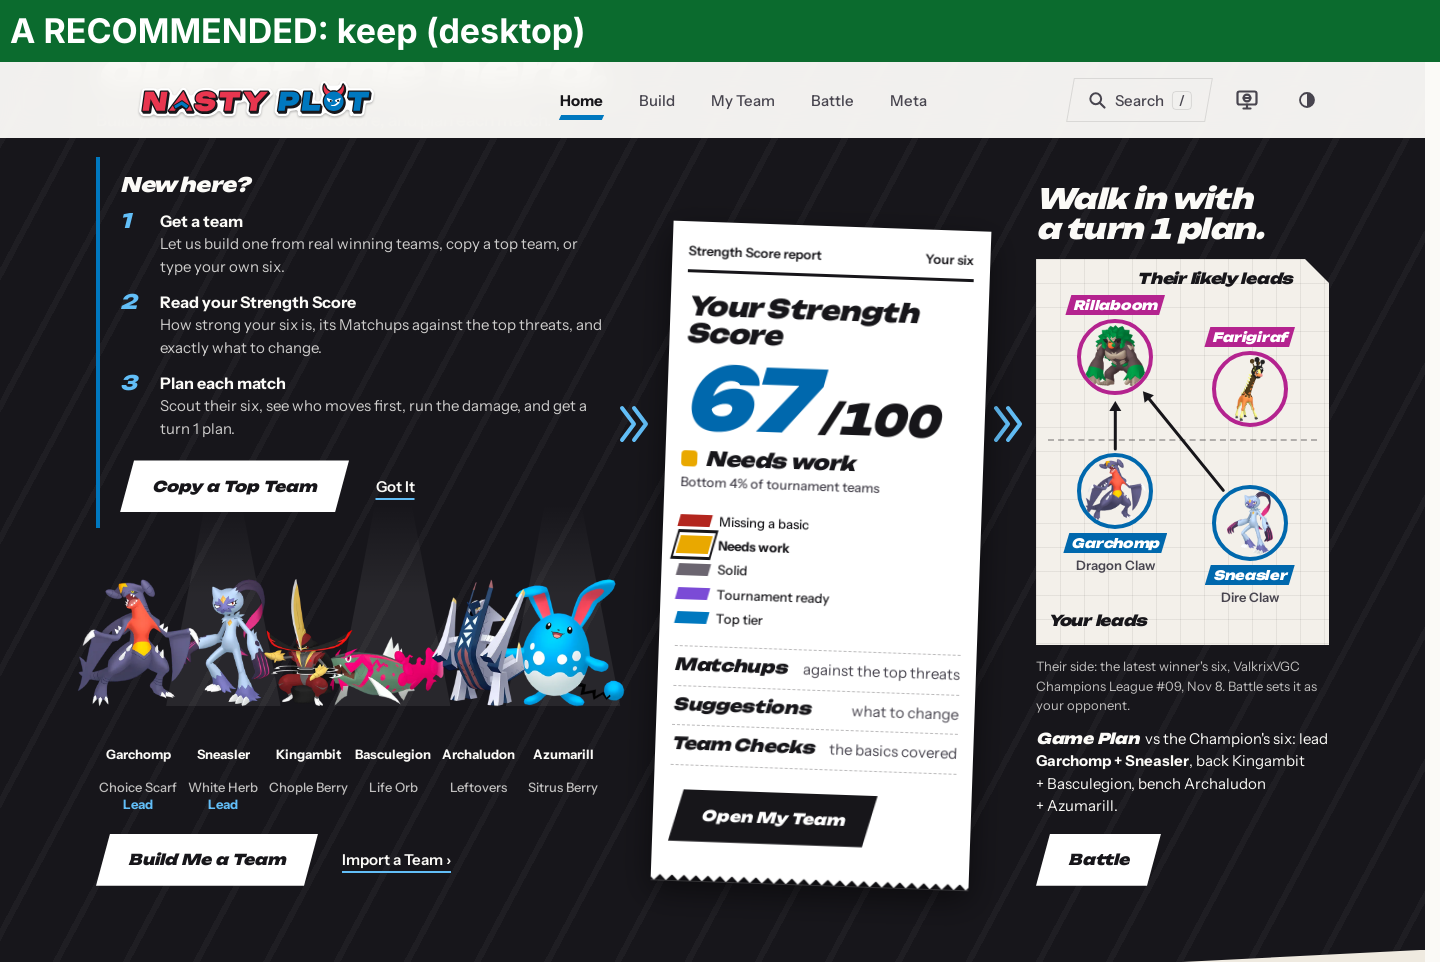 A RECOMMENDED: keep (desktop)
NASTY PLOT
Home
Build
My Team
Battle
Meta
Search /
New here?
1 Get a team
Let us build one from real winning teams, copy a top team, or
type your own six.
2 Read your Strength Score
How strong your six is, its Matchups against the top threats, and
exactly what to change.
3 Plan each match
Scout their six, see who moves first, run the damage, and get a
turn 1 plan.
Copy a Top Team
Got It
Garchomp
Sneasler
Kingambit
Basculegion
Archaludon
Azumarill
Choice Scarf
White Herb
Chople Berry
Life Orb
Leftovers
Sitrus Berry
Lead
Lead
Build Me a Team
Import a Team ›
Strength Score report
Your six
Your Strength
Score
67/100
Needs work
Bottom 4% of tournament teams
Missing a basic
Needs work
Solid
Tournament ready
Top tier
Matchups against the top threats
Suggestions what to change
Team Checks the basics covered
Open My Team
Walk in with
a turn 1 plan.
Their likely leads
Rillaboom
Farigiraf
Garchomp
Dragon Claw
Sneasler
Dire Claw
Your leads
Their side: the latest winner's six, ValkrixVGC
Champions League #09, Nov 8. Battle sets it as
your opponent.
Game Plan vs the Champion's six: lead
Garchomp + Sneasler, back Kingambit
+ Basculegion, bench Archaludon
+ Azumarill.
Battle